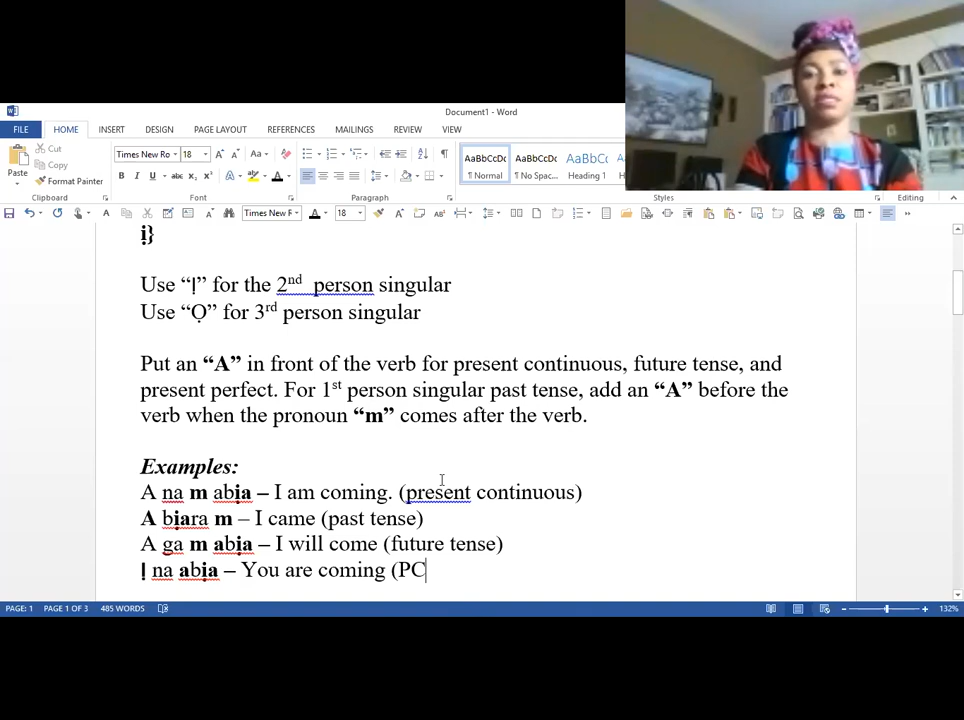 Document1 - Word
FILE HOME INSERT DESIGN PAGE LAYOUT REFERENCES MAILINGS REVIEW VIEW
Cut
Copy
Paste Format Painter
Times New Ro 18
AaBbCcDc AaBbCcDc AaBbCc
¶ Normal ¶ No Spac... Heading 1
Clipboard Font Paragraph Styles Editing
Times New R 18
ị}
Use “Ị” for the 2nd person singular
Use “Ọ” for 3rd person singular
Put an “A” in front of the verb for present continuous, future tense, and
present perfect. For 1st person singular past tense, add an “A” before the
verb when the pronoun “m” comes after the verb.
Examples:
A na m abịa – I am coming. (present continuous)
A bịara m – I came (past tense)
A ga m abịa – I will come (future tense)
Ị na abịa – You are coming (PC
PAGE: 1 PAGE 1 OF 3 485 WORDS 132%